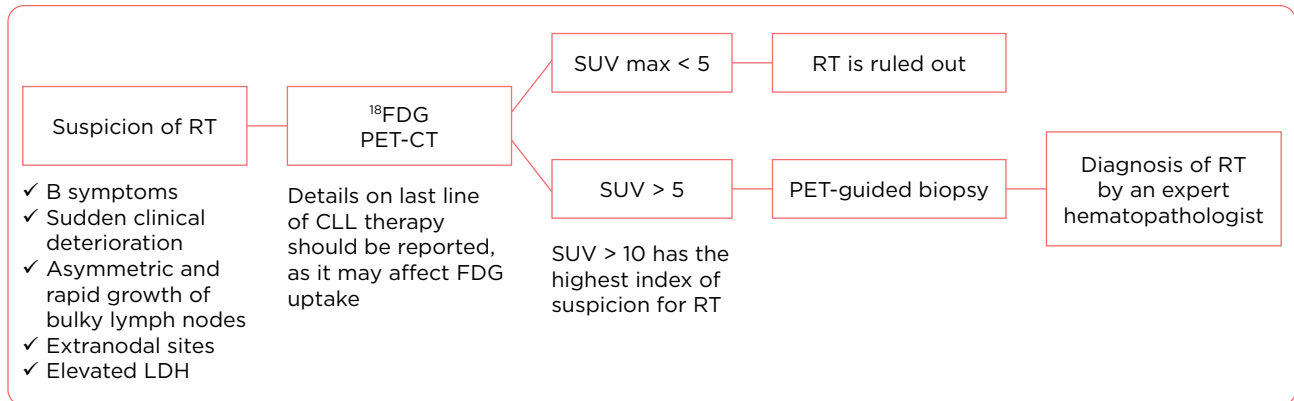 Suspicion of RT
✓ B symptoms
✓ Sudden clinical
deterioration
✓ Asymmetric and
rapid growth of
bulky lymph nodes
✓ Extranodal sites
✓ Elevated LDH
¹⁸FDG
PET-CT
Details on last line
of CLL therapy
should be reported,
as it may affect FDG
uptake
SUV max < 5
RT is ruled out
SUV > 5
SUV > 10 has the
highest index of
suspicion for RT
PET-guided biopsy
Diagnosis of RT
by an expert
hematopathologist